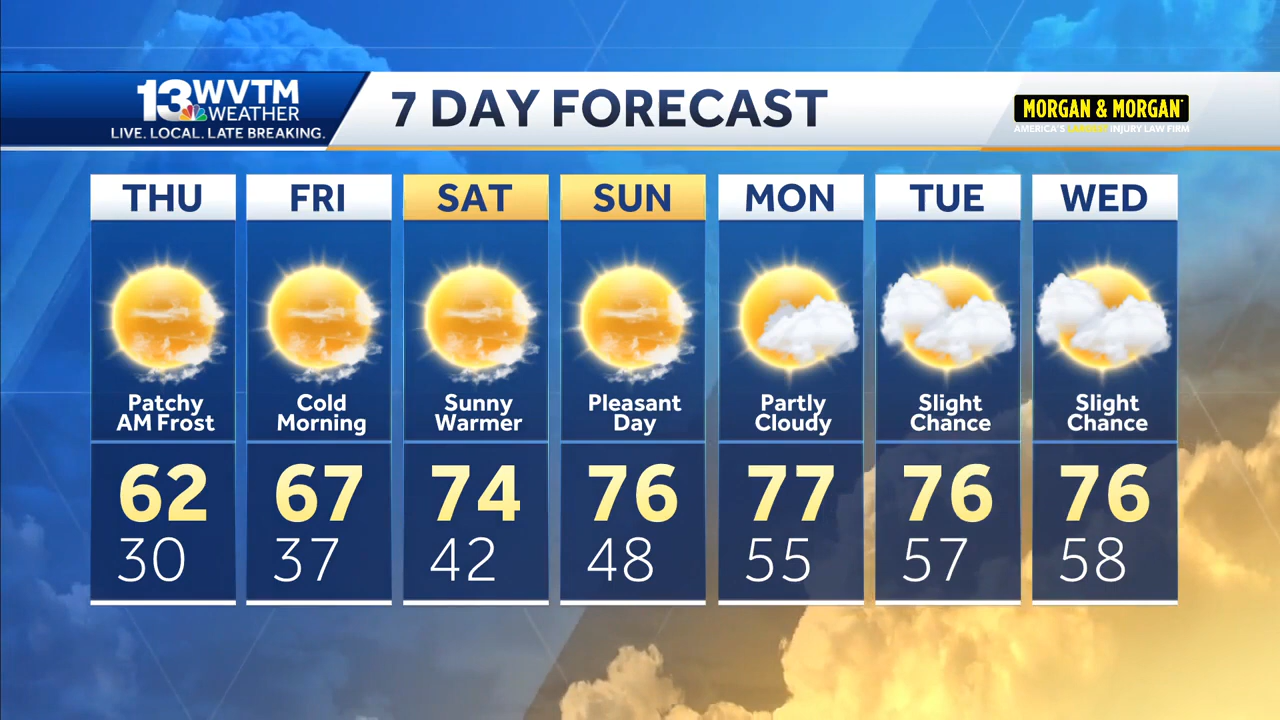 13 WVTM
WEATHER
LIVE. LOCAL. LATE BREAKING.
7 DAY FORECAST
MORGAN & MORGAN
AMERICA'S LARGEST INJURY LAW FIRM
THU
Patchy
AM Frost
62
30
FRI
Cold
Morning
67
37
SAT
Sunny
Warmer
74
42
SUN
Pleasant
Day
76
48
MON
Partly
Cloudy
77
55
TUE
Slight
Chance
76
57
WED
Slight
Chance
76
58